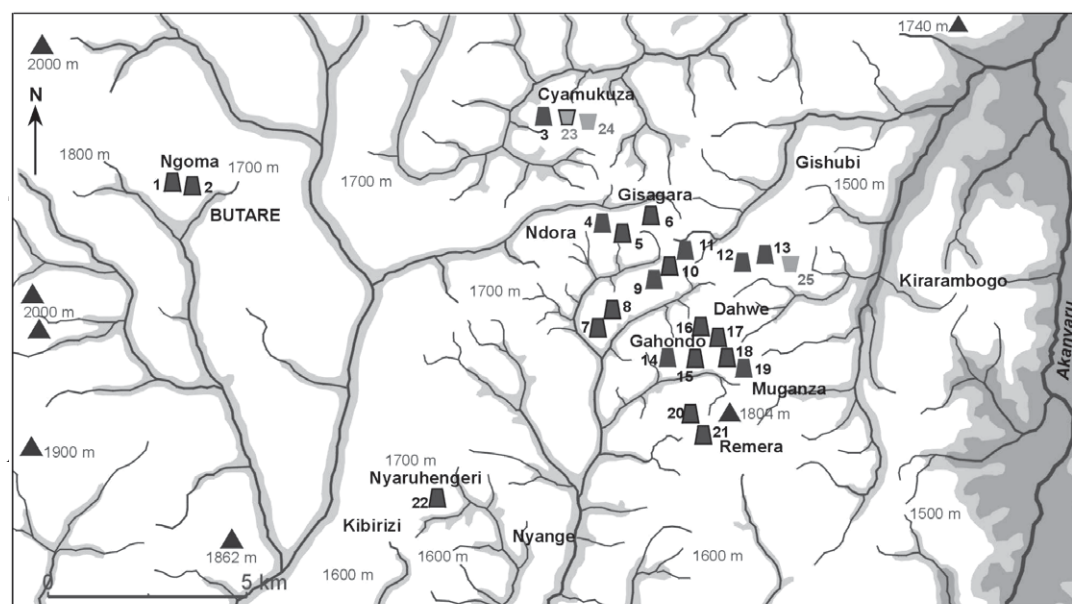 1740 m
2000 m
N
Cyamukuza
3
23
24
1800 m
Ngoma
1700 m
1
2
BUTARE
1700 m
Gishubi
1500 m
Gisagara
4
5
6
Ndora
11
13
12
10
25
9
Kirarambogo
2000 m
1700 m
8
7
Dahwe
16
17
Gahondo
14
15
18
19
Akanyaru
Muganza
20
1804 m
21
Remera
1900 m
1700 m
Nyaruhengeri
22
Kibirizi
Nyange
1500 m
1862 m
1600 m
1600 m
1600 m
0
5 km